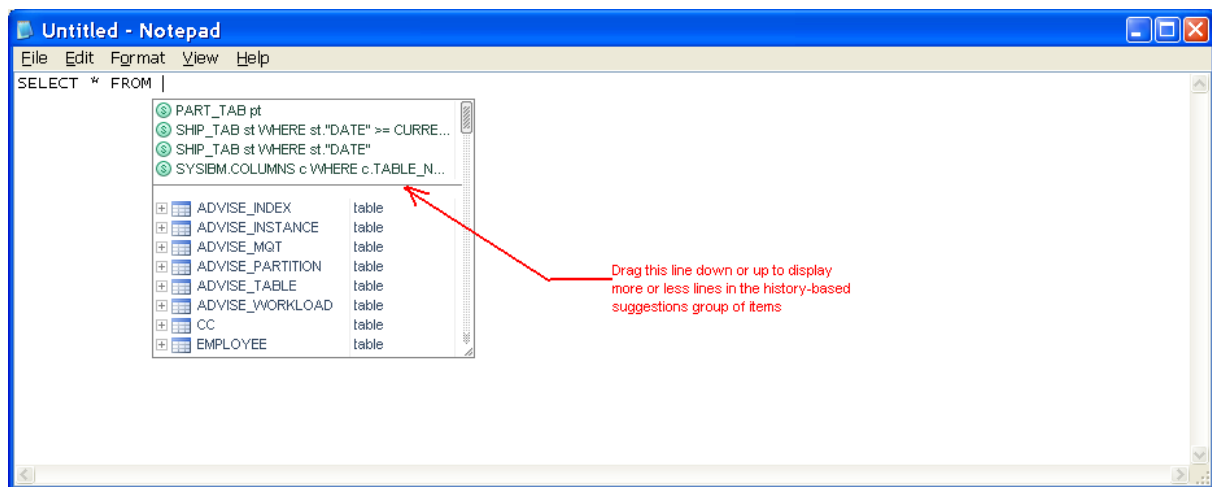 Untitled - Notepad
File Edit Format View Help
SELECT * FROM
PART_TAB pt
SHIP_TAB st WHERE st."DATE" >= CURRE...
SHIP_TAB st WHERE st."DATE"
SYSIBM.COLUMNS c WHERE c.TABLE_N...
ADVISE_INDEX table
ADVISE_INSTANCE table
ADVISE_MQT table
ADVISE_PARTITION table
ADVISE_TABLE table
ADVISE_WORKLOAD table
CC table
EMPLOYEE table
Drag this line down or up to display
more or less lines in the history-based
suggestions group of items